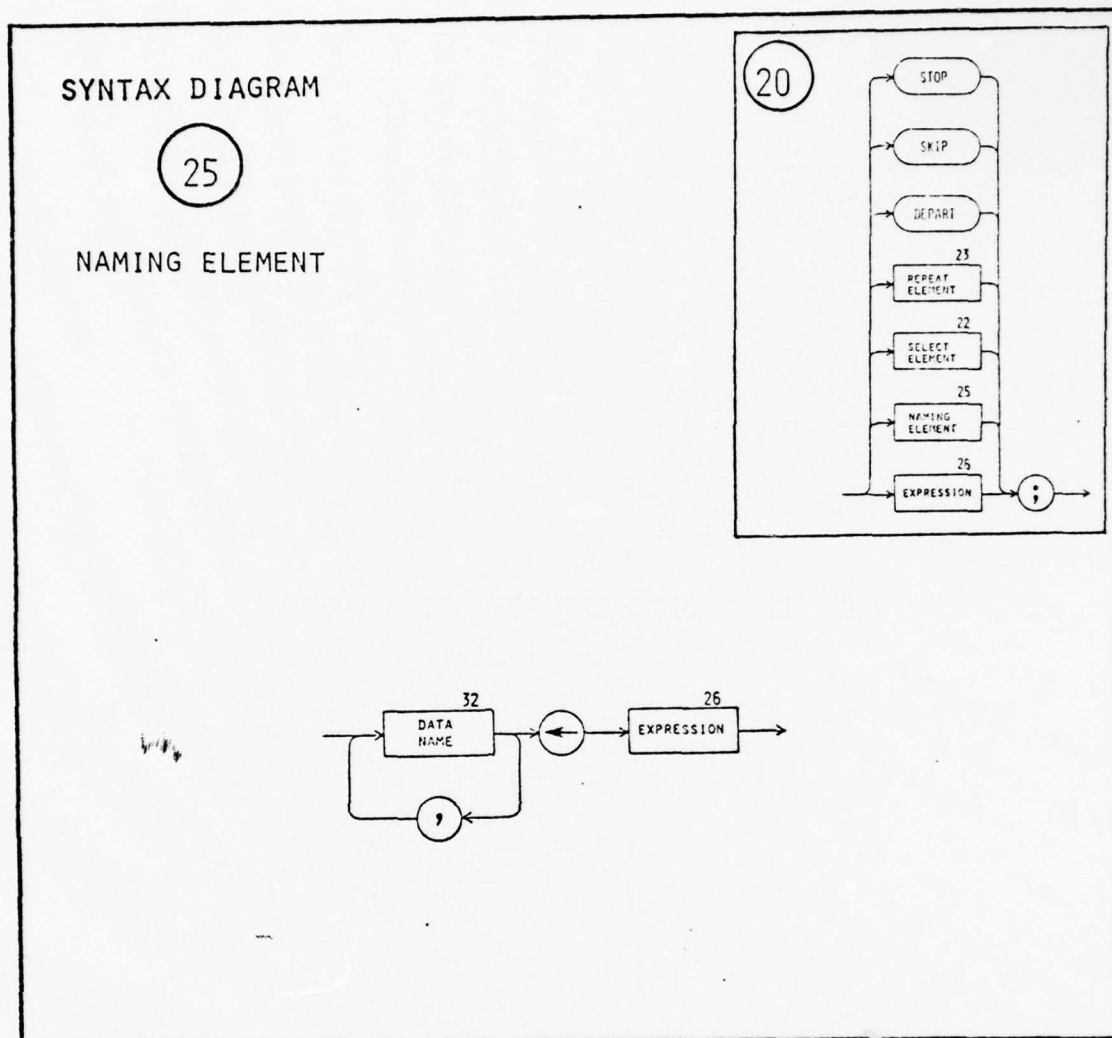 SYNTAX DIAGRAM
25
NAMING ELEMENT
20
STOP
SKIP
DEPART
23
REPEAT
ELEMENT
22
SELECT
ELEMENT
25
NAMING
ELEMENT
26
EXPRESSION
;
32
DATA
NAME
←
26
EXPRESSION
,